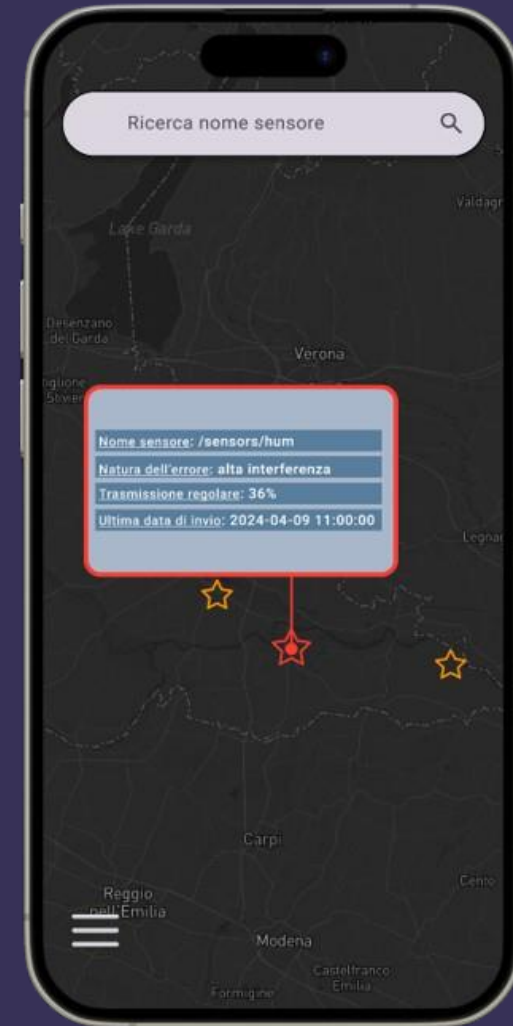 Ricerca nome sensore
Valdagn
Lake Garda
Desenzano
del Garda
Verona
tiglione
Stivier
Nome sensore: /sensors/hum
Natura dell'errore: alta interferenza
Trasmissione regolare: 36%
Ultima data di invio: 2024-04-09 11:00:00
Legnag
Carpi
Cento
Reggio
nell'Emilia
Modena
Castelfranco
Emilia
Formigine